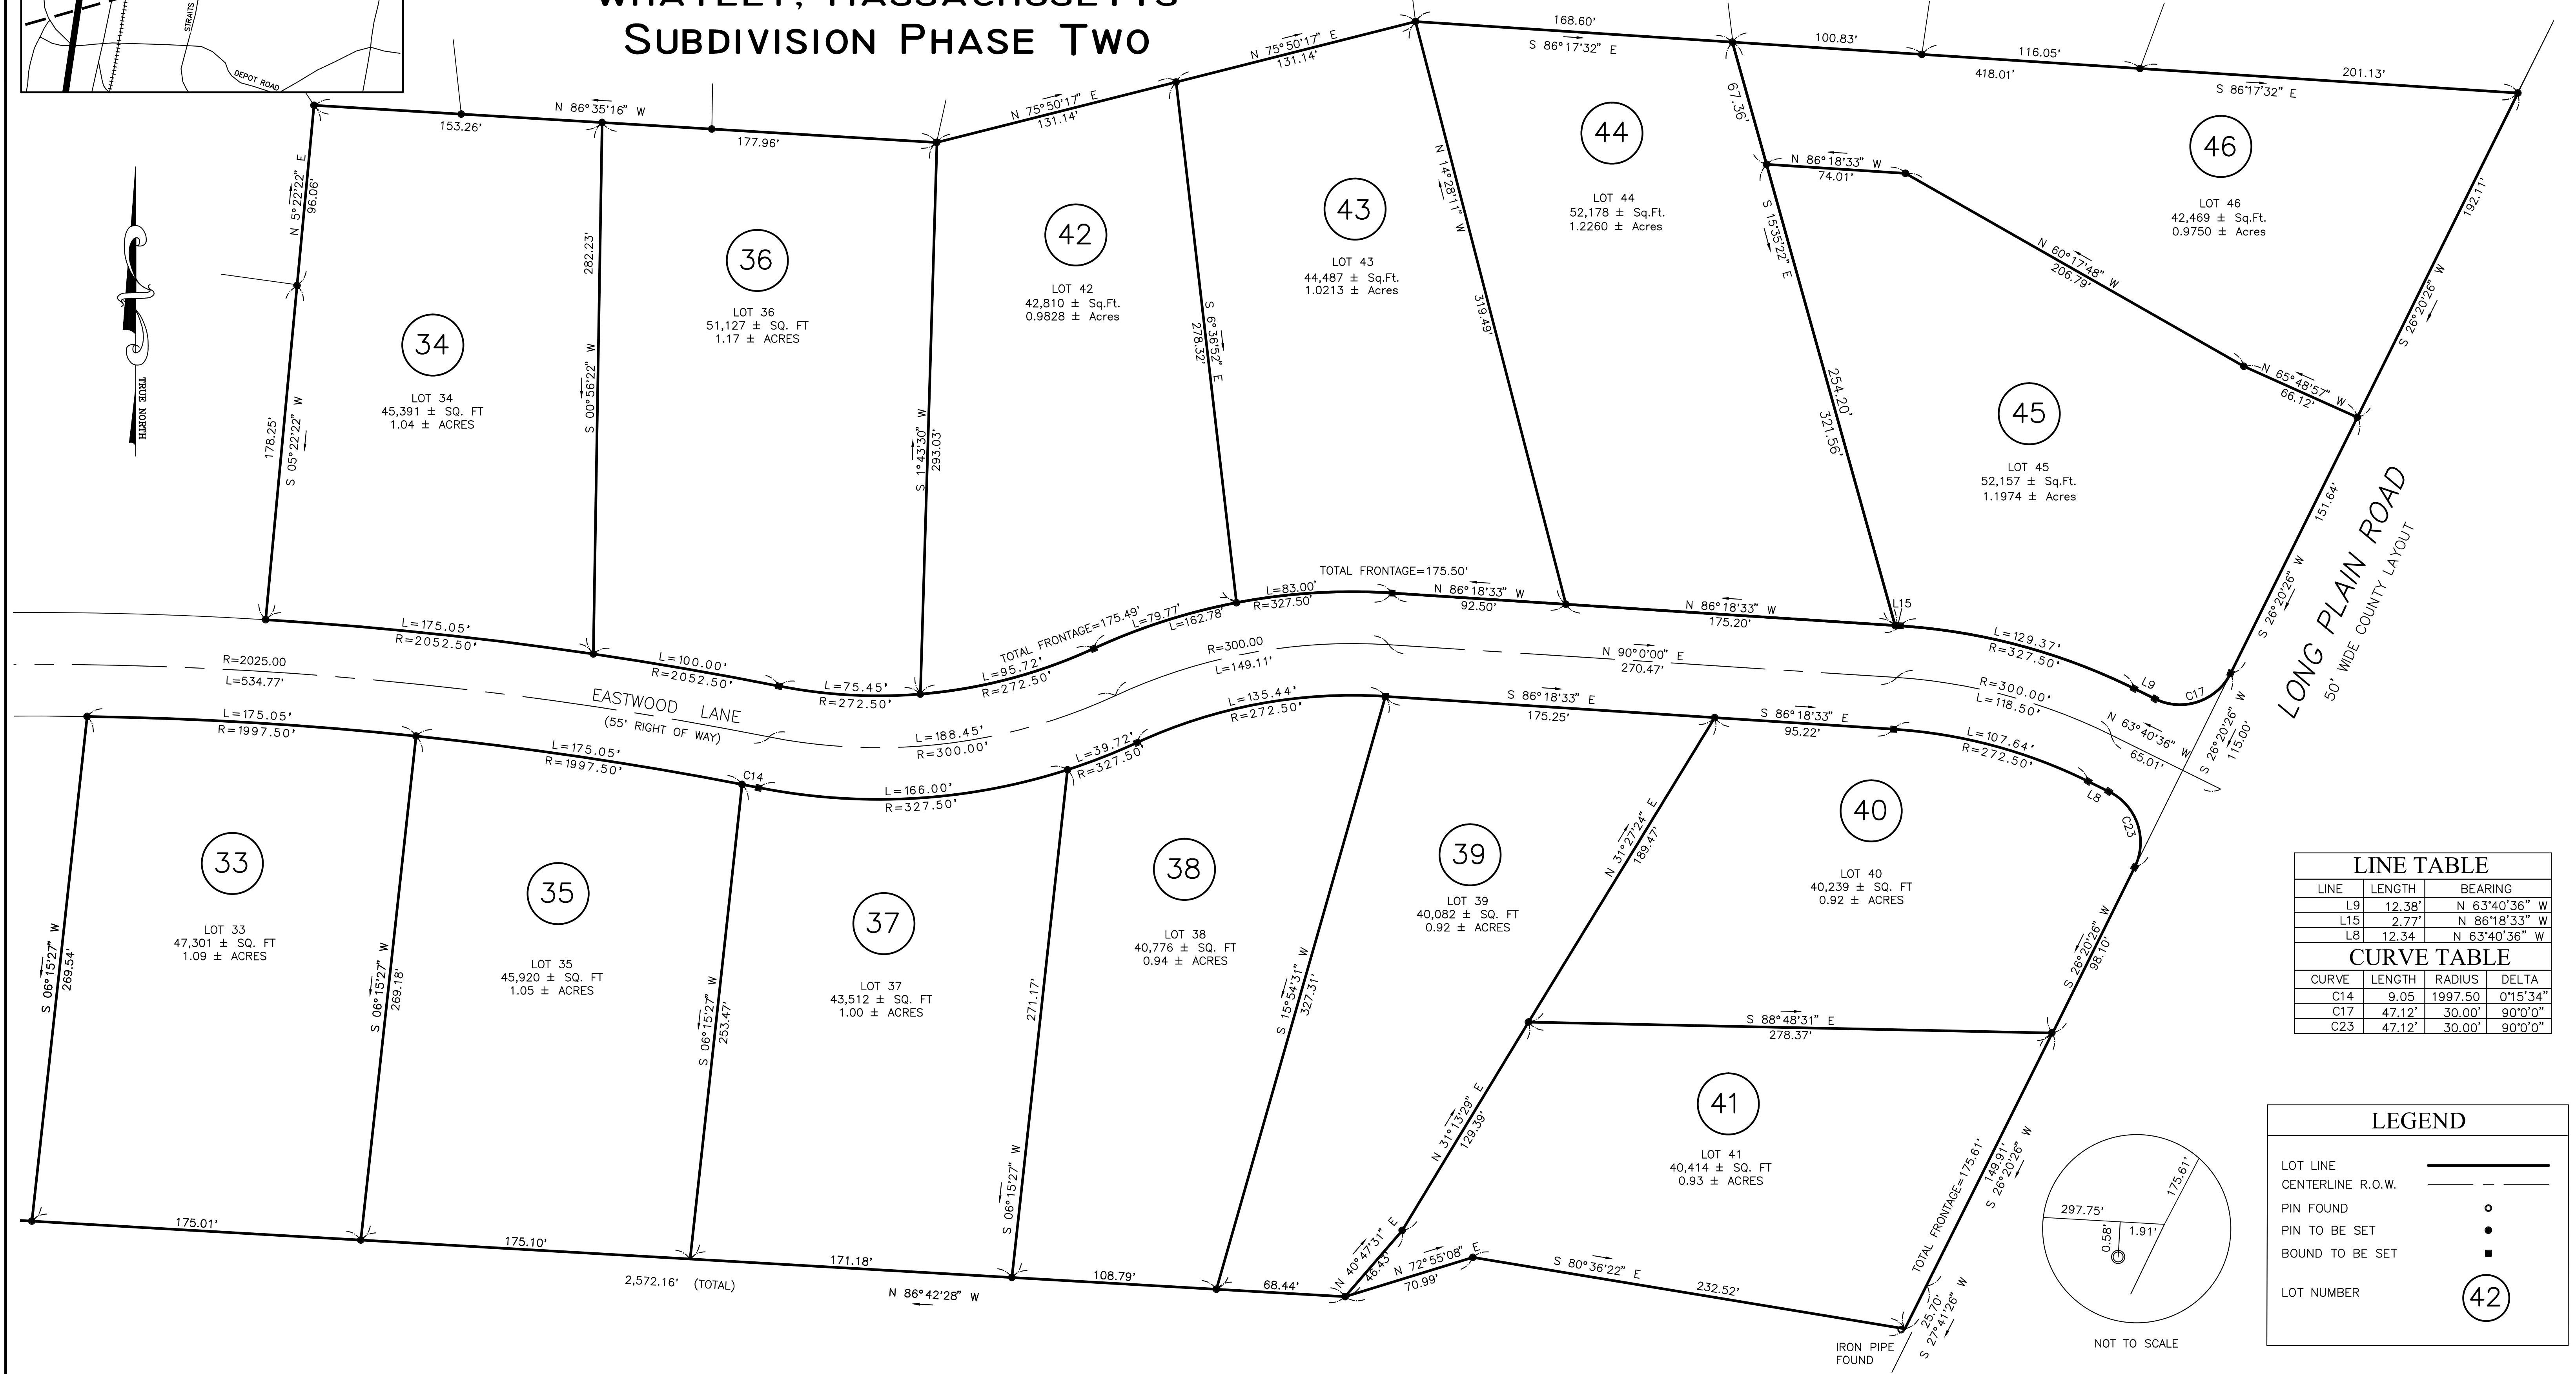 STRAITS
DEPOT ROAD
WHATELY, MASSACHUSETTS
SUBDIVISION PHASE TWO
TRUE NORTH
N 86°35'16" W
153.26'
177.96'
N 75°50'17" E
131.14'
N 75°50'17" E
131.14'
168.60'
S 86°17'32" E
100.83'
116.05'
418.01'
201.13'
S 86°17'32" E
N 5°22'22" E
96.06'
178.25'
S 05°22'22" W
34
LOT 34
45,391 ± SQ. FT
1.04 ± ACRES
282.23'
S 00°56'22" W
36
LOT 36
51,127 ± SQ. FT
1.17 ± ACRES
S 1°43'30" W
293.03'
42
LOT 42
42,810 ± Sq.Ft.
0.9828 ± Acres
S 6°36'52" E
278.32'
43
LOT 43
44,487 ± Sq.Ft.
1.0213 ± Acres
N 14°28'11" W
319.49'
44
LOT 44
52,178 ± Sq.Ft.
1.2260 ± Acres
67.36'
S 15°35'22" E
254.20'
321.56'
N 86°18'33" W
74.01'
46
LOT 46
42,469 ± Sq.Ft.
0.9750 ± Acres
N 60°17'48" W
206.79'
N 65°48'57" W
66.12'
192.11'
S 26°20'26" W
45
LOT 45
52,157 ± Sq.Ft.
1.1974 ± Acres
151.64'
S 26°20'26" W
LONG PLAIN ROAD
50' WIDE COUNTY LAYOUT
L=175.05'
R=2052.50'
L=100.00'
R=2052.50'
L=75.45'
R=272.50'
TOTAL FRONTAGE=175.49'
L=95.72'
R=272.50'
L=79.77'
L=162.78'
L=83.00'
R=327.50'
TOTAL FRONTAGE=175.50'
N 86°18'33" W
92.50'
N 86°18'33" W
175.20'
L15
L=129.37'
R=327.50'
L9
C17
R=2025.00
L=534.77'
EASTWOOD LANE
(55' RIGHT OF WAY)
L=188.45'
R=300.00'
R=300.00
L=149.11'
N 90°0'00" E
270.47'
R=300.00'
L=118.50'
N 63°40'36" W
65.01'
S 26°20'26" W
115.00'
L=175.05'
R=1997.50'
L=175.05'
R=1997.50'
C14
L=166.00'
R=327.50'
L=39.72'
R=327.50'
L=135.44'
R=272.50'
S 86°18'33" E
175.25'
S 86°18'33" E
95.22'
L=107.64'
R=272.50'
L8
C23
S 06°15'27" W
269.54'
33
LOT 33
47,301 ± SQ. FT
1.09 ± ACRES
S 06°15'27" W
269.18'
35
LOT 35
45,920 ± SQ. FT
1.05 ± ACRES
S 06°15'27" W
253.47'
37
LOT 37
43,512 ± SQ. FT
1.00 ± ACRES
271.17'
S 06°15'27" W
38
LOT 38
40,776 ± SQ. FT
0.94 ± ACRES
S 15°54'31" W
327.31'
39
LOT 39
40,082 ± SQ. FT
0.92 ± ACRES
N 31°27'24" E
189.47'
40
LOT 40
40,239 ± SQ. FT
0.92 ± ACRES
S 26°20'26" W
98.10'
S 88°48'31" E
278.37'
41
LOT 41
40,414 ± SQ. FT
0.93 ± ACRES
N 31°13'29" E
129.39'
N 40°47'31" E
46.43'
N 72°55'08" E
70.99'
S 80°36'22" E
232.52'
TOTAL FRONTAGE=175.61'
149.91'
S 26°20'26" W
25.70'
S 27°41'26" W
IRON PIPE
FOUND
175.01'
175.10'
171.18'
108.79'
68.44'
2,572.16' (TOTAL)
N 86°42'28" W
297.75'
175.61'
0.58'
1.91'
NOT TO SCALE
LINE TABLE
LINE LENGTH BEARING
L9 12.38' N 63°40'36" W
L15 2.77' N 86°18'33" W
L8 12.34 N 63°40'36" W
CURVE TABLE
CURVE LENGTH RADIUS DELTA
C14 9.05 1997.50 0°15'34"
C17 47.12' 30.00' 90°0'0"
C23 47.12' 30.00' 90°0'0"
LEGEND
LOT LINE
CENTERLINE R.O.W.
PIN FOUND
PIN TO BE SET
BOUND TO BE SET
LOT NUMBER 42